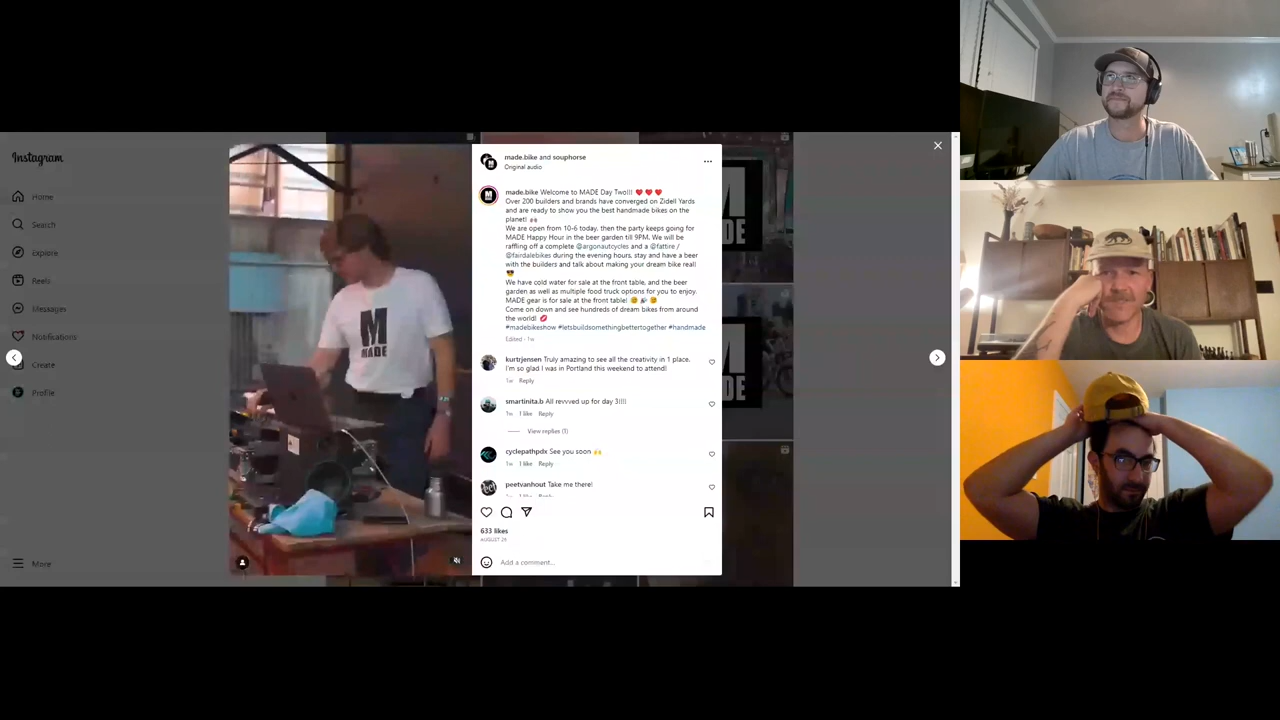 Instagram
Home
Search
Explore
Reels
Messages
Notifications
Create
Profile
More
MADE
made.bike and souphorse
Original audio
made.bike Welcome to MADE Day Two!!! ❤️ ❤️ ❤️
Over 200 builders and brands have converged on Zidell Yards
and are ready to show you the best handmade bikes on the
planet! 🙌
We are open from 10-6 today, then the party keeps going for
MADE Happy Hour in the beer garden till 9PM. We will be
raffling off a complete @argonautcycles and a @fattire /
@fairdalebikes during the evening hours, stay and have a beer
with the builders and talk about making your dream bike real!
😎
We have cold water for sale at the front table, and the beer
garden as well as multiple food truck options for you to enjoy.
MADE gear is for sale at the front table!
Come on down and see hundreds of dream bikes from around
the world! 💋
#madebikeshow #letsbuildsomethingbettertogether #handmade
Edited · 1w
kurtrjensen Truly amazing to see all the creativity in 1 place.
I'm so glad I was in Portland this weekend to attend!
1w Reply
smartinita.b All revvved up for day 3!!!!
1w 1 like Reply
View replies (1)
cyclepathpdx See you soon 🙌
1w 1 like Reply
peetvanhout Take me there!
633 likes
AUGUST 24
Add a comment...